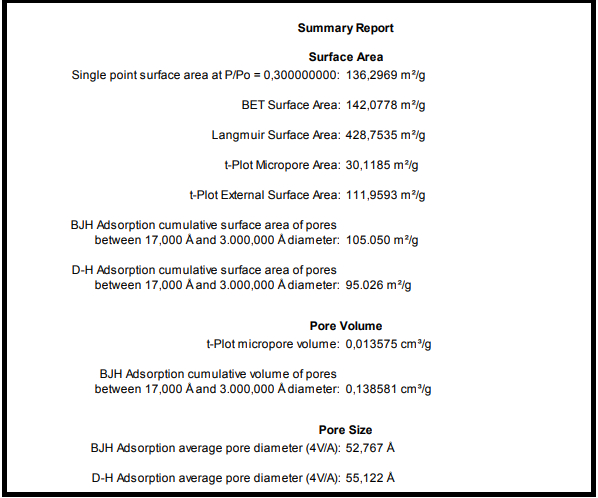 Summary Report
Surface Area
Single point surface area at P/Po = 0,300000000: 136,2969 m²/g
BET Surface Area: 142,0778 m²/g
Langmuir Surface Area: 428,7535 m²/g
t-Plot Micropore Area: 30,1185 m²/g
t-Plot External Surface Area: 111,9593 m²/g
BJH Adsorption cumulative surface area of pores
between 17,000 Å and 3.000,000 Å diameter: 105.050 m²/g
D-H Adsorption cumulative surface area of pores
between 17,000 Å and 3.000,000 Å diameter: 95.026 m²/g
Pore Volume
t-Plot micropore volume: 0,013575 cm³/g
BJH Adsorption cumulative volume of pores
between 17,000 Å and 3.000,000 Å diameter: 0,138581 cm³/g
Pore Size
BJH Adsorption average pore diameter (4V/A): 52,767 Å
D-H Adsorption average pore diameter (4V/A): 55,122 Å